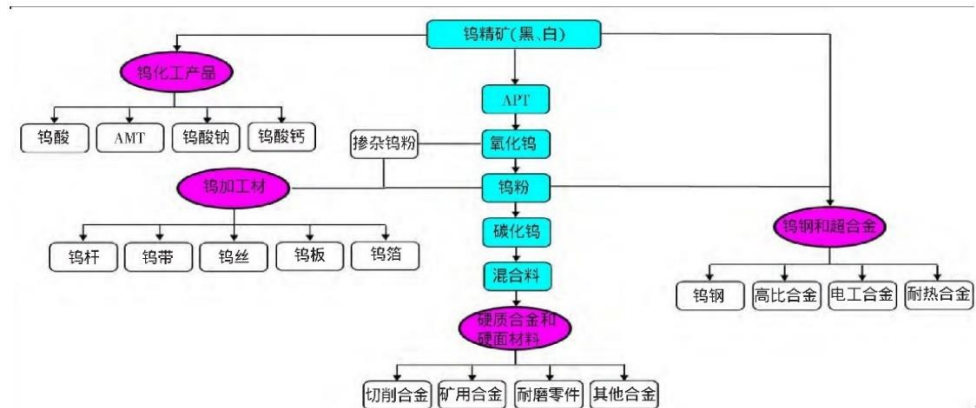 钨精矿(黑、白)
钨化工产品
APT
钨酸
AMT
钨酸钠
钨酸钙
掺杂钨粉
氧化钨
钨加工材
钨粉
碳化钨
钨钢和超合金
钨杆
钨带
钨丝
钨板
钨箔
混合料
钨钢
高比合金
电工合金
耐热合金
硬质合金和
硬面材料
切削合金
矿用合金
耐磨零件
其他合金